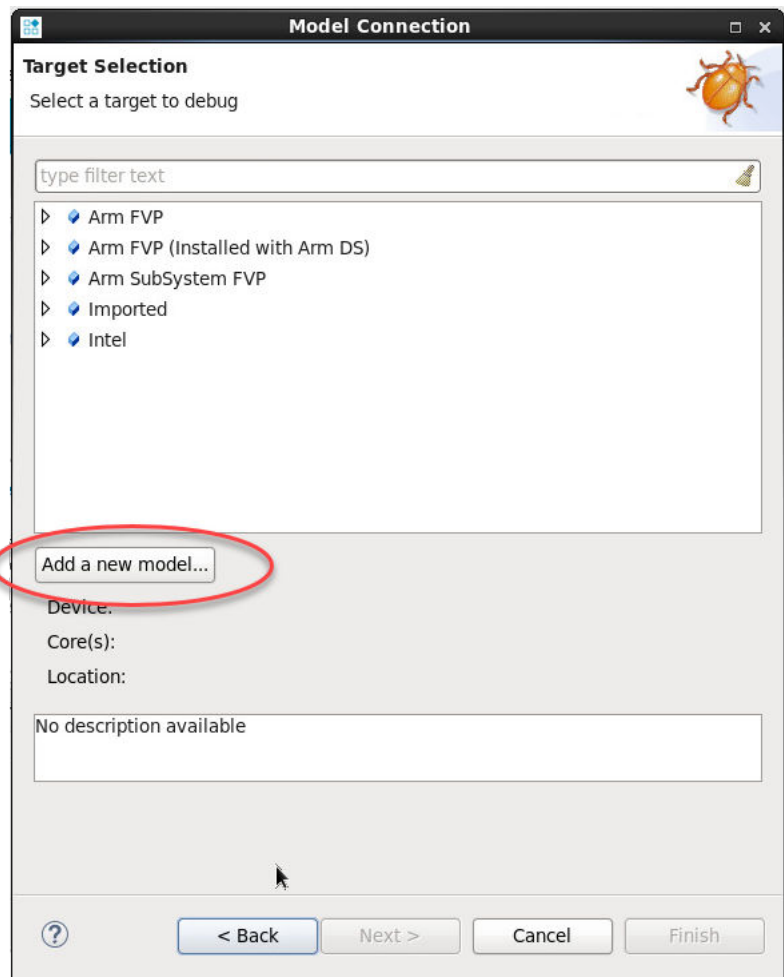 Model Connection
Target Selection
Select a target to debug
type filter text
Arm FVP
Arm FVP (Installed with Arm DS)
Arm SubSystem FVP
Imported
Intel
Add a new model...
Device:
Core(s):
Location:
No description available
? < Back Next > Cancel Finish